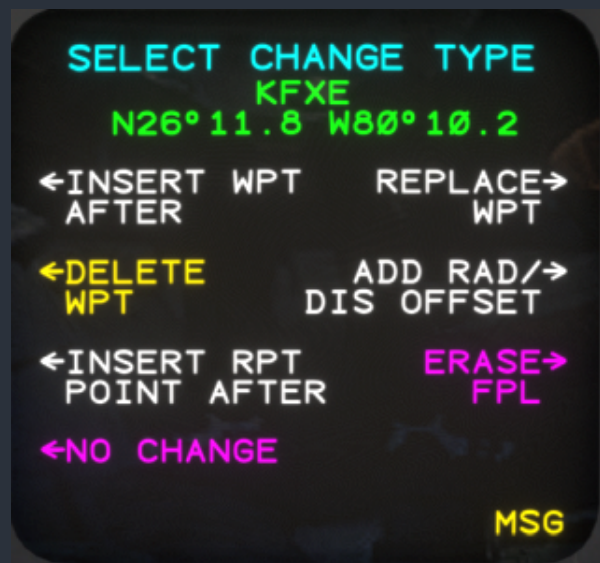 SELECT CHANGE TYPE
KFXE
N26°11.8 W80°10.2
←INSERT WPT REPLACE→
AFTER WPT
←DELETE ADD RAD/→
WPT DIS OFFSET
←INSERT RPT ERASE→
POINT AFTER FPL
←NO CHANGE
MSG